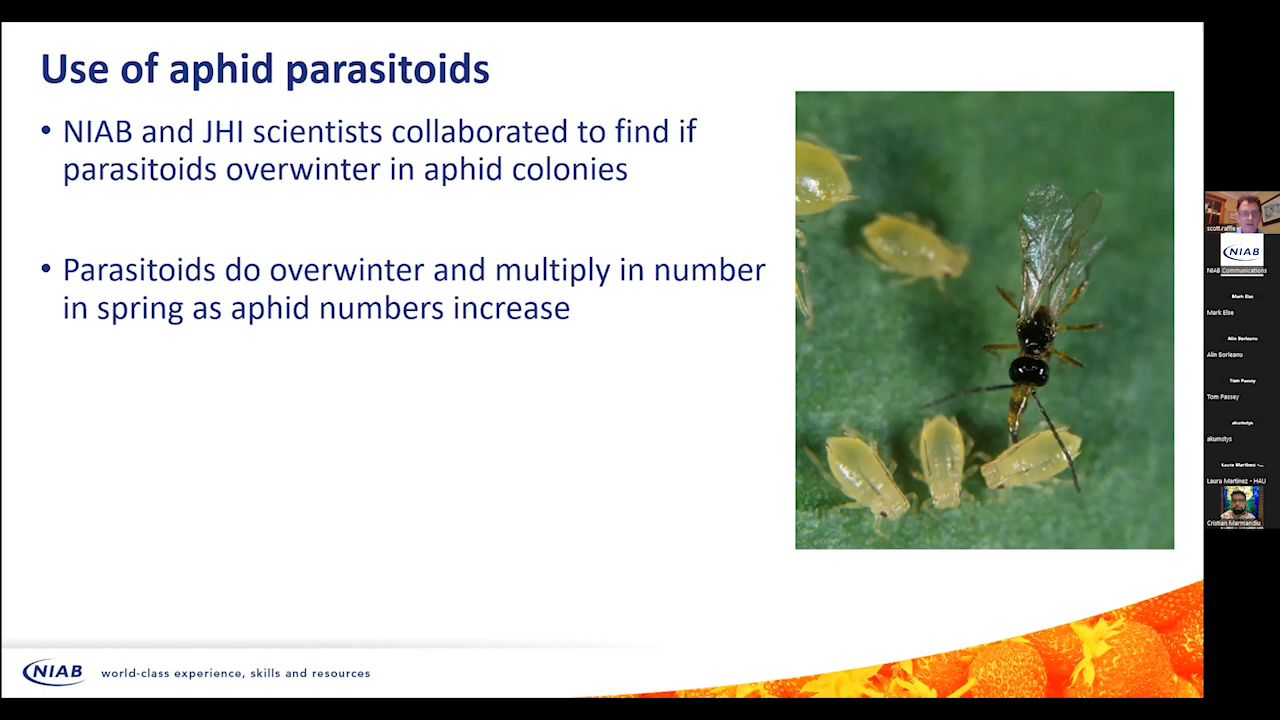 Use of aphid parasitoids
• NIAB and JHI scientists collaborated to find if
parasitoids overwinter in aphid colonies
• Parasitoids do overwinter and multiply in number
in spring as aphid numbers increase
NIAB
world-class experience, skills and resources
scott.raffle
NIAB
NIAB Communications
Mark Else
Mark Else
Alin Borleanu
Alin Borleanu
Tom Passey
Tom Passey
akumstys
akumstys
Laura Martinez -...
Laura Martinez - HAU
Cristian Marmandiu